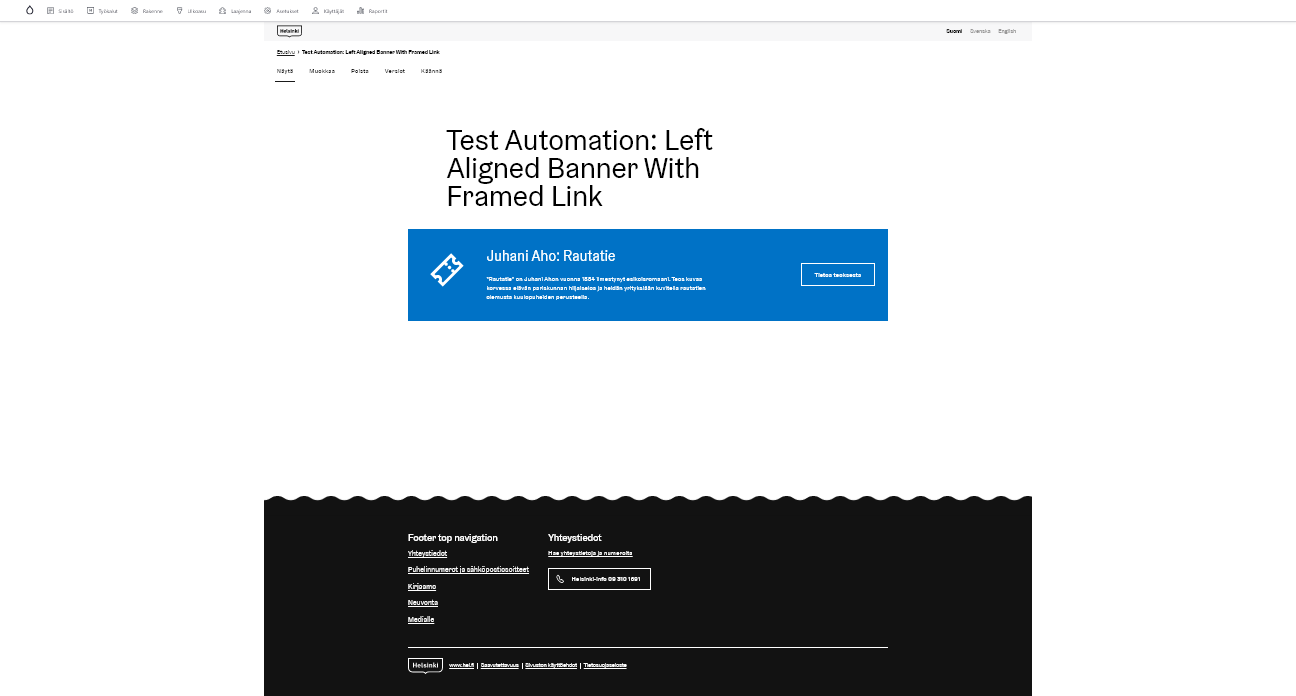 Sisältö Työkalut Rakenne Ulkoasu Laajenna Asetukset Käyttäjät Raportit
Helsinki Suomi Svenska English
Etusivu › Test Automation: Left Aligned Banner With Framed Link
Näytä Muokkaa Poista Versiot Käännä
Test Automation: Left
Aligned Banner With
Framed Link
Juhani Aho: Rautatie
"Rautatie" on Juhani Ahon vuonna 1884 ilmestynyt esikoisromaani. Teos kuvaa
korvessa elävän pariskunnan hiljaiseloa ja heidän yrityksiään kuvitella rautatien
olemusta kuulopuheiden perusteella.
Tietoa teoksesta
Footer top navigation
Yhteystiedot
Puhelinnumerot ja sähköpostiosoitteet
Kirjaamo
Neuvonta
Medialle
Yhteystiedot
Hae yhteystietoja ja numeroita
Helsinki-info 09 310 1691
Helsinki www.hel.fi | Saavutettavuus | Sivuston käyttöehdot | Tietosuojaseloste